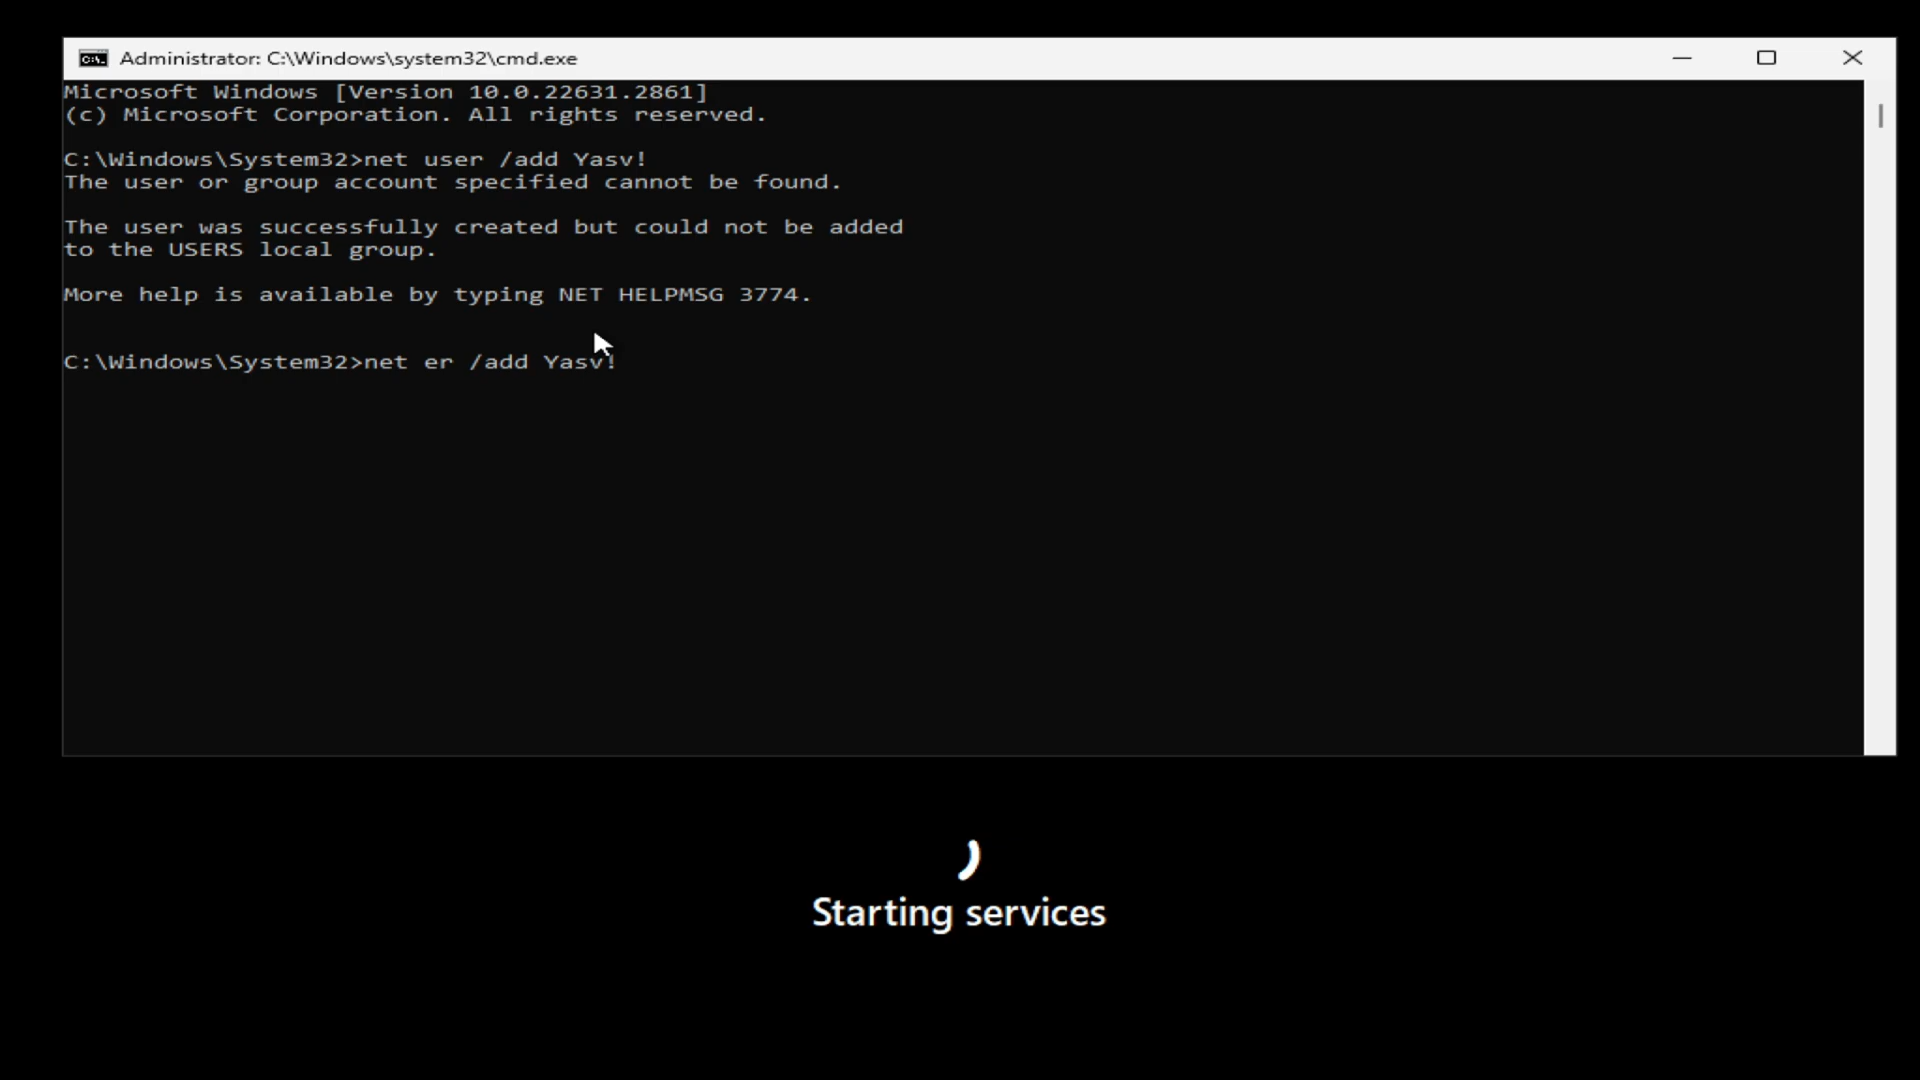 Administrator: C:\Windows\system32\cmd.exe
Microsoft Windows [Version 10.0.22631.2861]
(c) Microsoft Corporation. All rights reserved.
C:\Windows\System32>net user /add Yasv!
The user or group account specified cannot be found.
The user was successfully created but could not be added
to the USERS local group.
More help is available by typing NET HELPMSG 3774.
C:\Windows\System32>net er /add Yasv!
Starting services